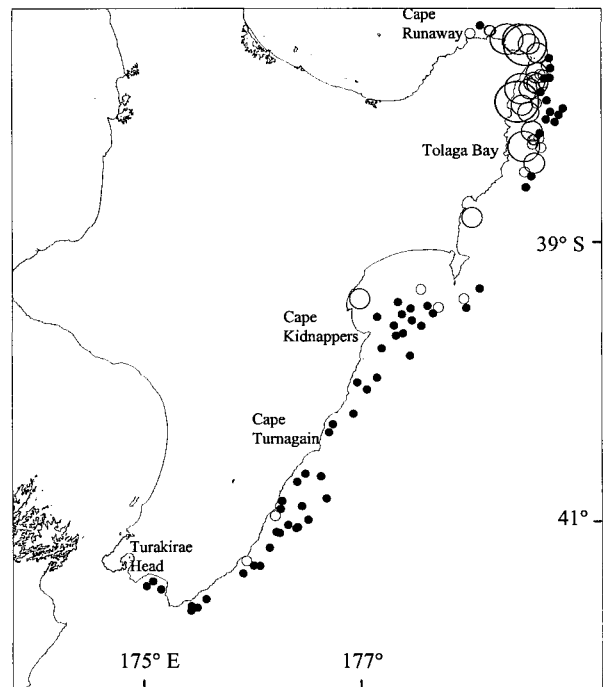 Cape
Runaway
Tolaga Bay
39° S
Cape
Kidnappers
Cape
Turnagain
41°
Turakirae
Head
175° E
177°